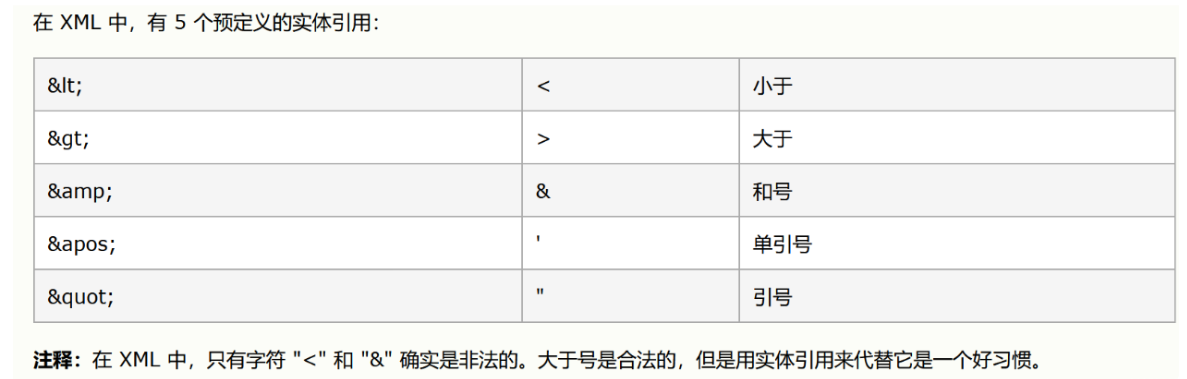 在 XML 中，有 5 个预定义的实体引用：
&lt; < 小于
&gt; > 大于
&amp; & 和号
&apos; ' 单引号
&quot; " 引号
注释：在 XML 中，只有字符 "<" 和 "&" 确实是非法的。大于号是合法的，但是用实体引用来代替它是一个好习惯。